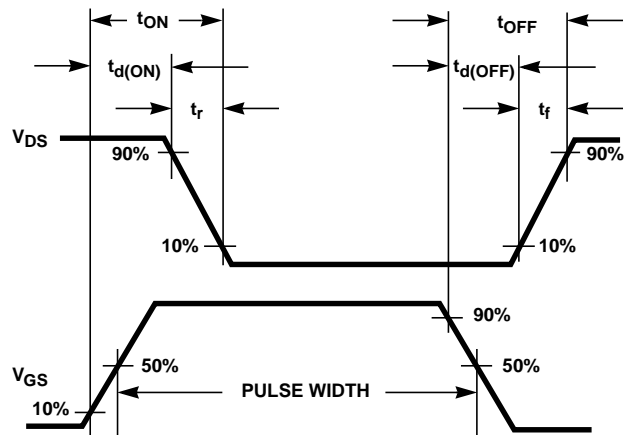 tON
tOFF
td(ON)
td(OFF)
tr
tf
VDS
90%
90%
10%
10%
90%
VGS
50%
50%
PULSE WIDTH
10%